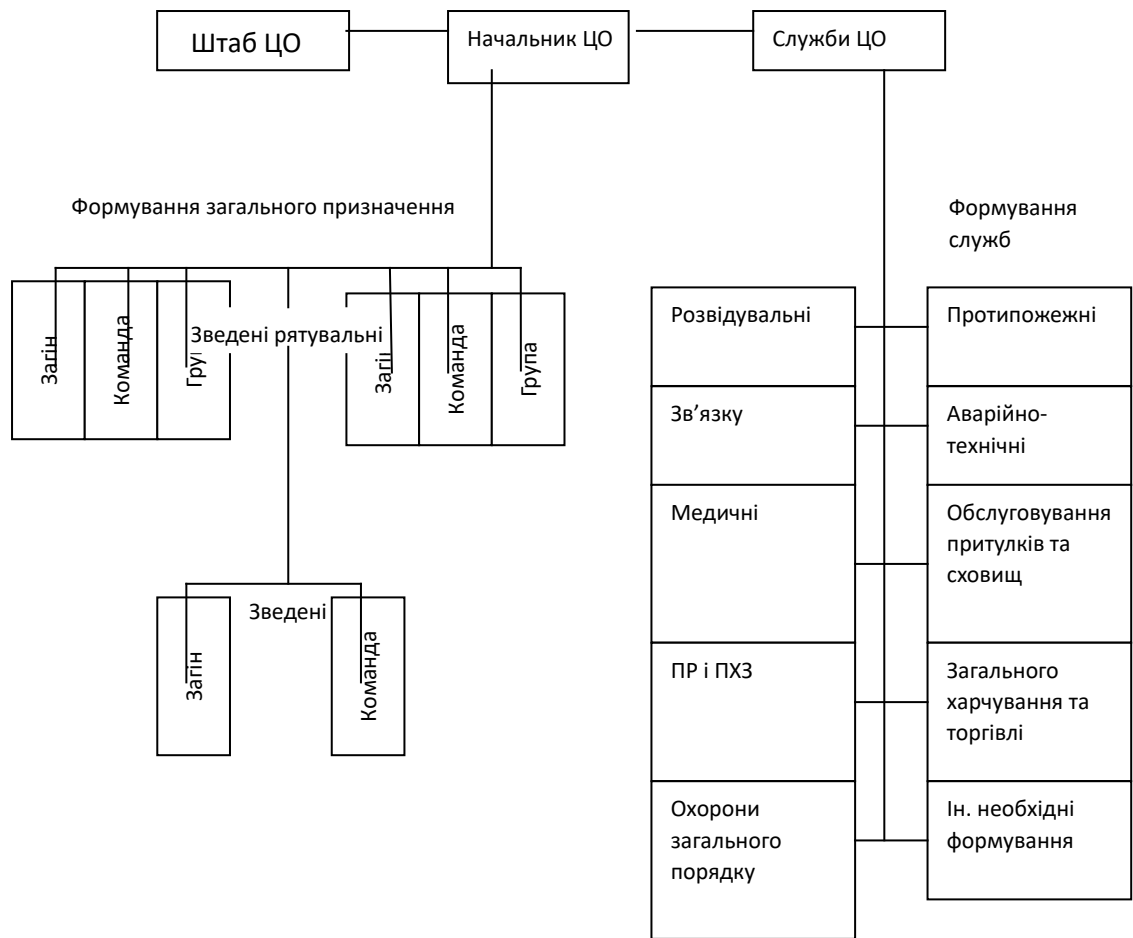 Штаб ЦО
Начальник ЦО
Служби ЦО
Формування загального призначення
Формування
служб
Загін
Команда
Зведені рятувальні
Команда
Група
Зведені
Загін
Команда
Розвідувальні
Протипожежні
Зв’язку
Аварійно-
технічні
Медичні
Обслуговування
притулків та
сховищ
ПР і ПХЗ
Загального
харчування та
торгівлі
Охорони
загального
порядку
Ін. необхідні
формування